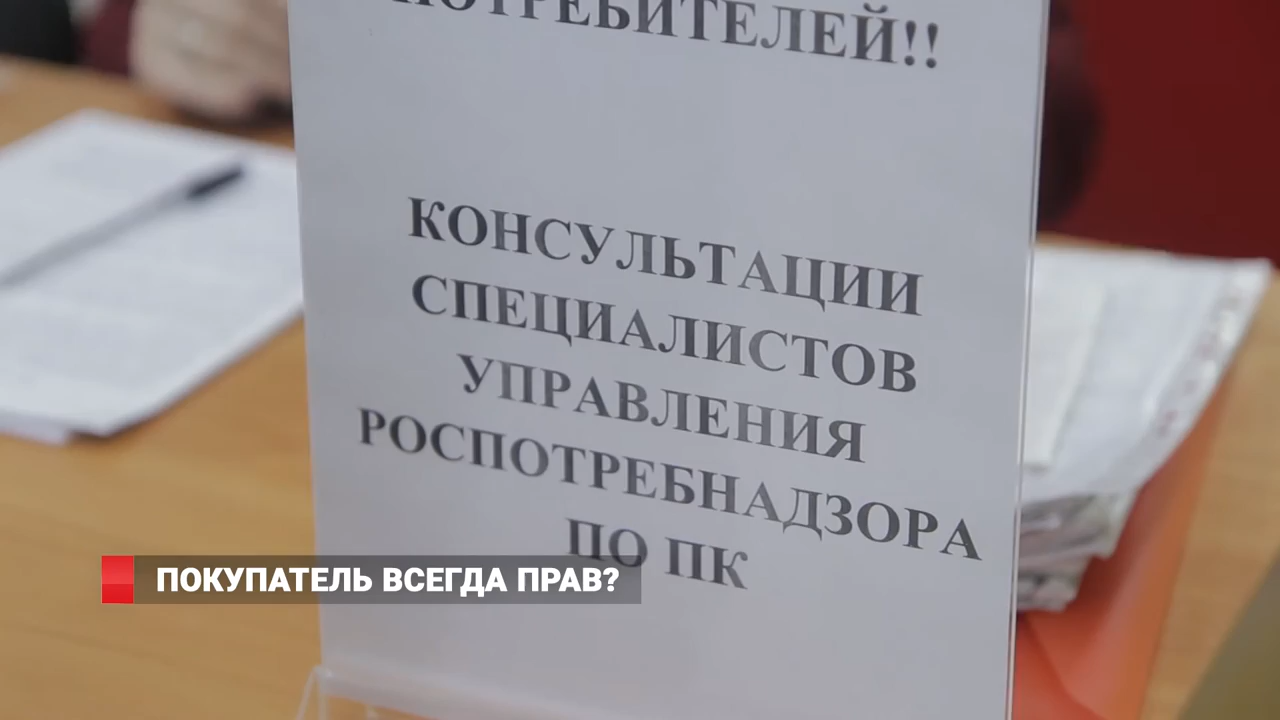 ПОТРЕБИТЕЛЕЙ!!
КОНСУЛЬТАЦИИ
СПЕЦИАЛИСТОВ
УПРАВЛЕНИЯ
РОСПОТРЕБНАДЗОРА
ПО ПК
ПОКУПАТЕЛЬ ВСЕГДА ПРАВ?